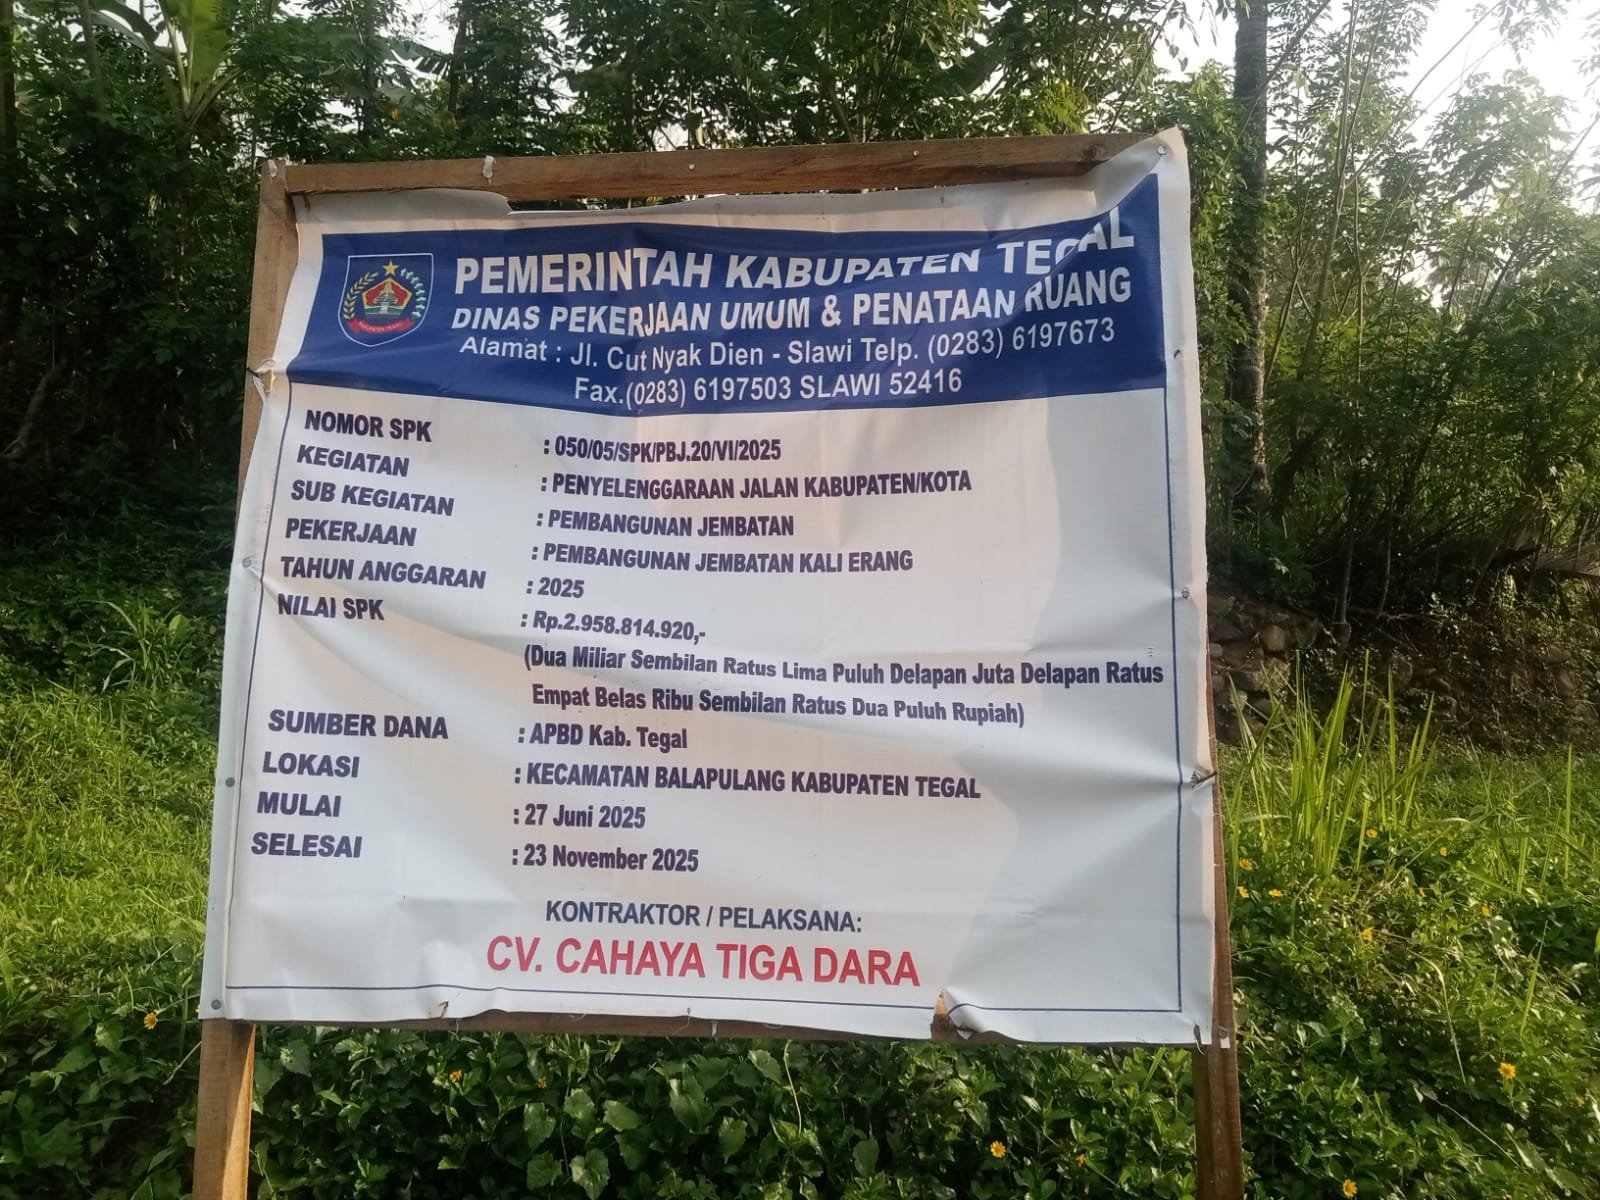 PEMERINTAH KABUPATEN TEGAL
DINAS PEKERJAAN UMUM & PENATAAN RUANG
Alamat : Jl. Cut Nyak Dien - Slawi Telp. (0283) 6197673
Fax.(0283) 6197503 SLAWI 52416
KABUPATEN TEGAL
NOMOR SPK : 050/05/SPK/PBJ.20/VI/2025
KEGIATAN : PENYELENGGARAAN JALAN KABUPATEN/KOTA
SUB KEGIATAN : PEMBANGUNAN JEMBATAN
PEKERJAAN : PEMBANGUNAN JEMBATAN KALI ERANG
TAHUN ANGGARAN : 2025
NILAI SPK : Rp.2.958.814.920,-
(Dua Miliar Sembilan Ratus Lima Puluh Delapan Juta Delapan Ratus
Empat Belas Ribu Sembilan Ratus Dua Puluh Rupiah)
SUMBER DANA : APBD Kab. Tegal
LOKASI : KECAMATAN BALAPULANG KABUPATEN TEGAL
MULAI : 27 Juni 2025
SELESAI : 23 November 2025
KONTRAKTOR / PELAKSANA:
CV. CAHAYA TIGA DARA